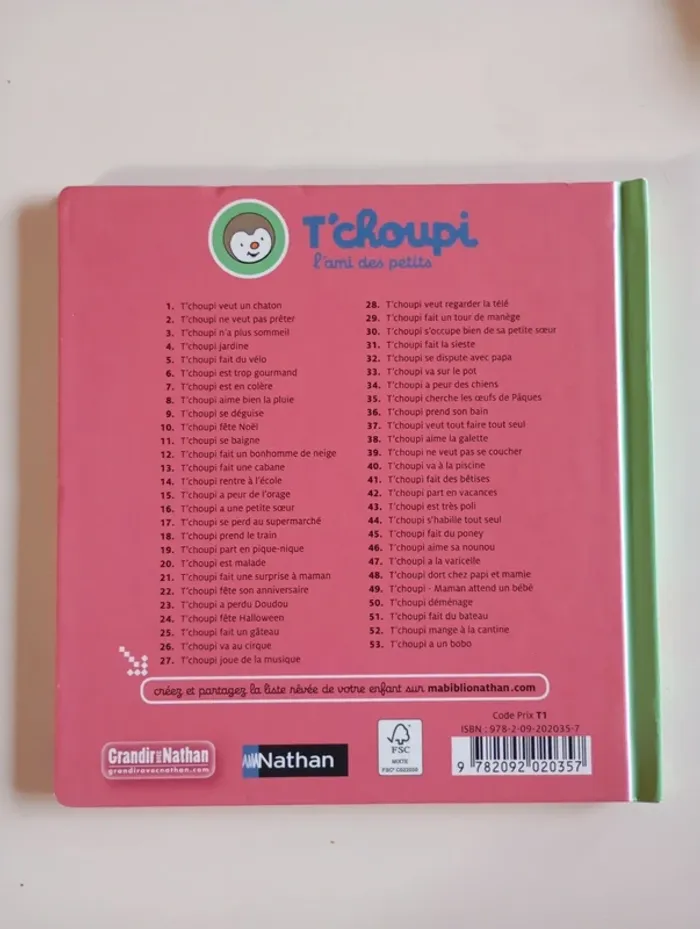 T'choupi
l'ami des petits
1. T'choupi veut un chaton
2. T'choupi ne veut pas prêter
3. T'choupi n'a plus sommeil
4. T'choupi jardine
5. T'choupi fait du vélo
6. T'choupi est trop gourmand
7. T'choupi est en colère
8. T'choupi aime bien la pluie
9. T'choupi se déguise
10. T'choupi fête Noël
11. T'choupi se baigne
12. T'choupi fait un bonhomme de neige
13. T'choupi fait une cabane
14. T'choupi rentre à l'école
15. T'choupi a peur de l'orage
16. T'choupi a une petite sœur
17. T'choupi se perd au supermarché
18. T'choupi prend le train
19. T'choupi part en pique-nique
20. T'choupi est malade
21. T'choupi fait une surprise à maman
22. T'choupi fête son anniversaire
23. T'choupi a perdu Doudou
24. T'choupi fête Halloween
25. T'choupi fait un gâteau
26. T'choupi va au cirque
27. T'choupi joue de la musique
28. T'choupi veut regarder la télé
29. T'choupi fait un tour de manège
30. T'choupi s'occupe bien de sa petite sœur
31. T'choupi fait la sieste
32. T'choupi se dispute avec papa
33. T'choupi va sur le pot
34. T'choupi a peur des chiens
35. T'choupi cherche les œufs de Pâques
36. T'choupi prend son bain
37. T'choupi veut tout faire tout seul
38. T'choupi aime la galette
39. T'choupi ne veut pas se coucher
40. T'choupi va à la piscine
41. T'choupi fait des bêtises
42. T'choupi part en vacances
43. T'choupi est très poli
44. T'choupi s'habille tout seul
45. T'choupi fait du poney
46. T'choupi aime sa nounou
47. T'choupi a la varicelle
48. T'choupi dort chez papi et mamie
49. T'choupi - Maman attend un bébé
50. T'choupi déménage
51. T'choupi fait du bateau
52. T'choupi mange à la cantine
53. T'choupi a un bobo
créez et partagez la liste rêvée de votre enfant sur mabiblionathan.com
Grandir avec Nathan
grandiravecnathan.com
Nathan
FSC
MIXTE
Code Prix T1
ISBN : 978-2-09-202035-7
9 782092 020357